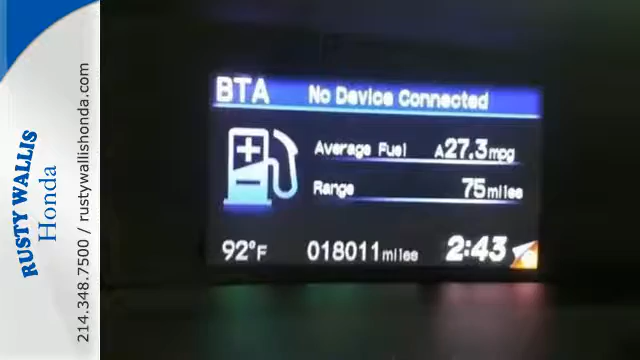 RUSTY WALLIS
Honda
214.348.7500 / rustywallishonda.com
BTA No Device Connected
Average Fuel A27.3mpg
Range 75miles
92°F 018011miles 2:43